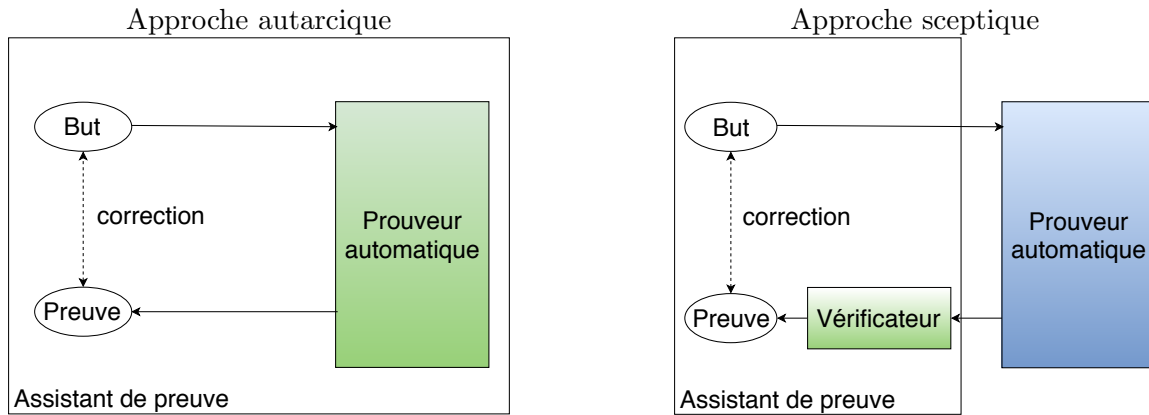 Approche autarcique
But
correction
Prouveur
automatique
Preuve
Assistant de preuve
Approche sceptique
But
correction
Prouveur
automatique
Preuve
Vérificateur
Assistant de preuve